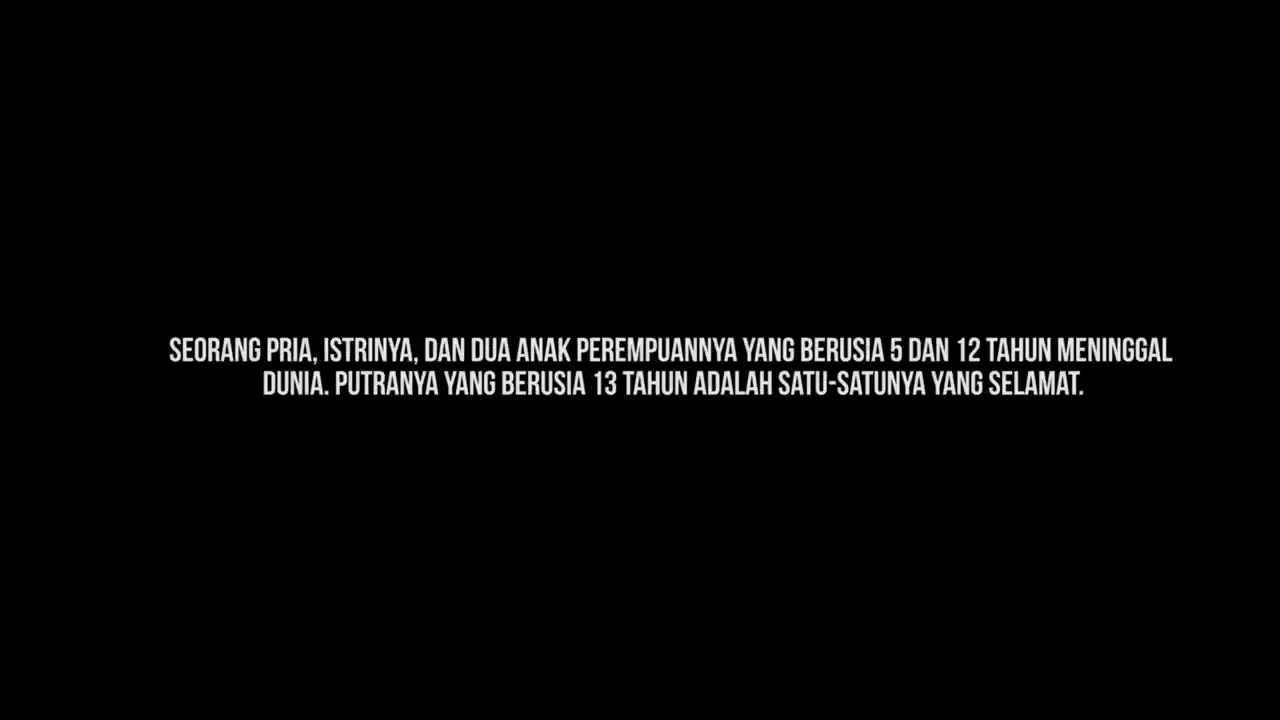 SEORANG PRIA, ISTRINYA, DAN DUA ANAK PEREMPUANNYA YANG BERUSIA 5 DAN 12 TAHUN MENINGGAL
DUNIA. PUTRANYA YANG BERUSIA 13 TAHUN ADALAH SATU-SATUNYA YANG SELAMAT.